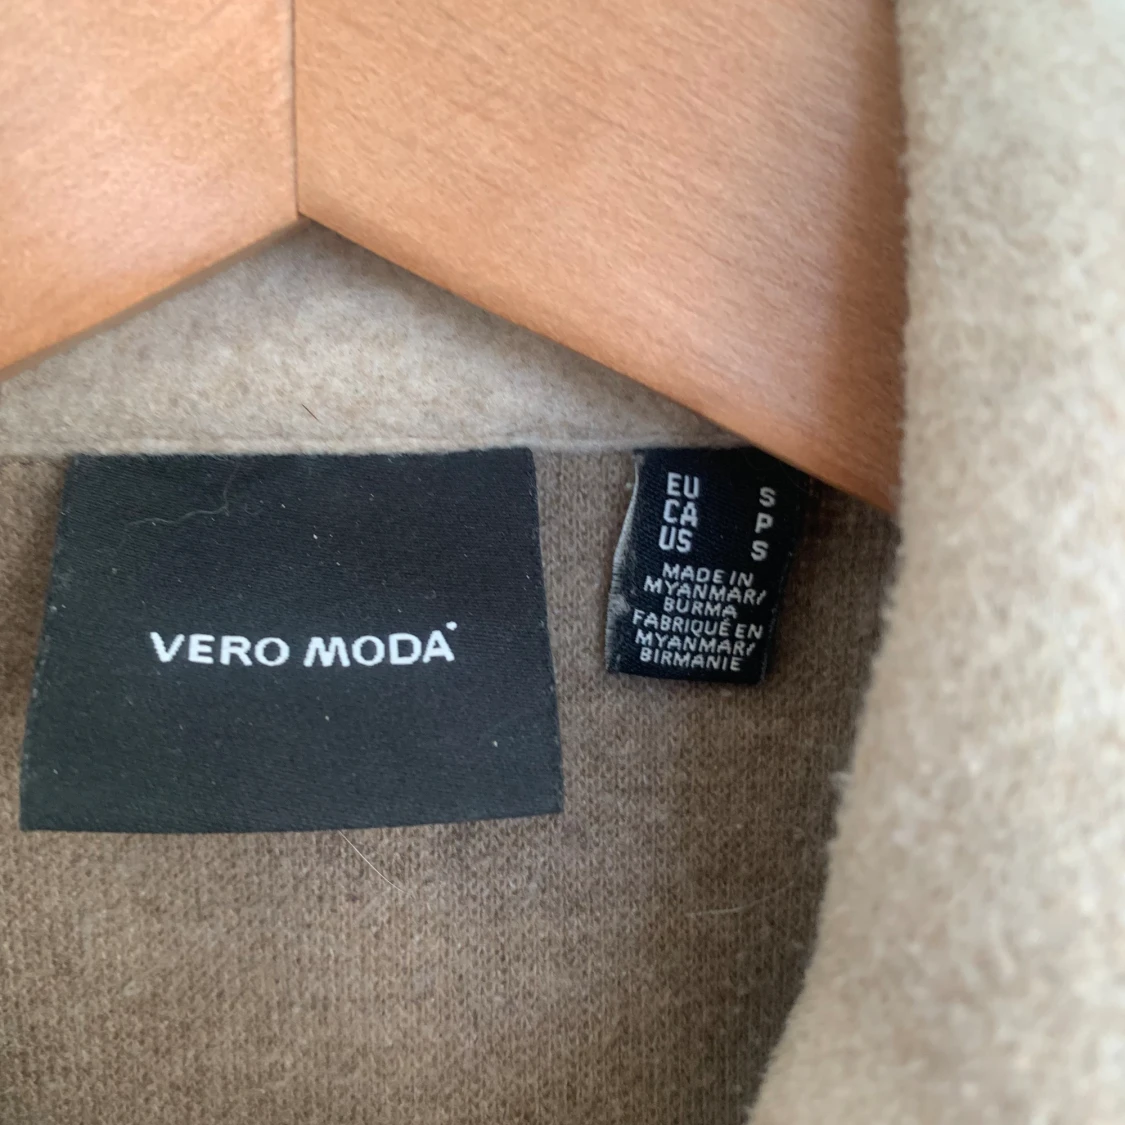 VERO MODA
EU S
CA P
US S
MADE IN
MYANMAR/
BURMA
FABRIQUÉ EN
MYANMAR/
BIRMANIE